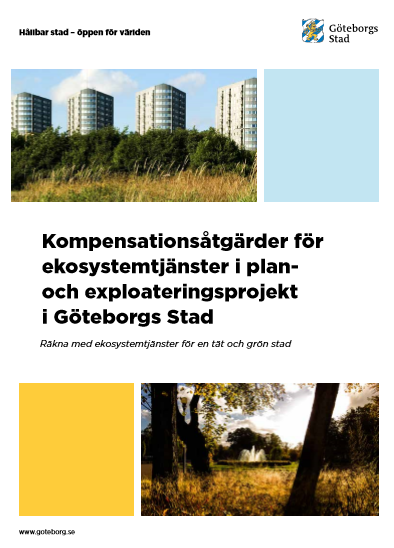 Hållbar stad – öppen för världen
Göteborgs
Stad
Kompensationsåtgärder för
ekosystemtjänster i plan-
och exploateringsprojekt
i Göteborgs Stad
Räkna med ekosystemtjänster för en tät och grön stad
www.goteborg.se